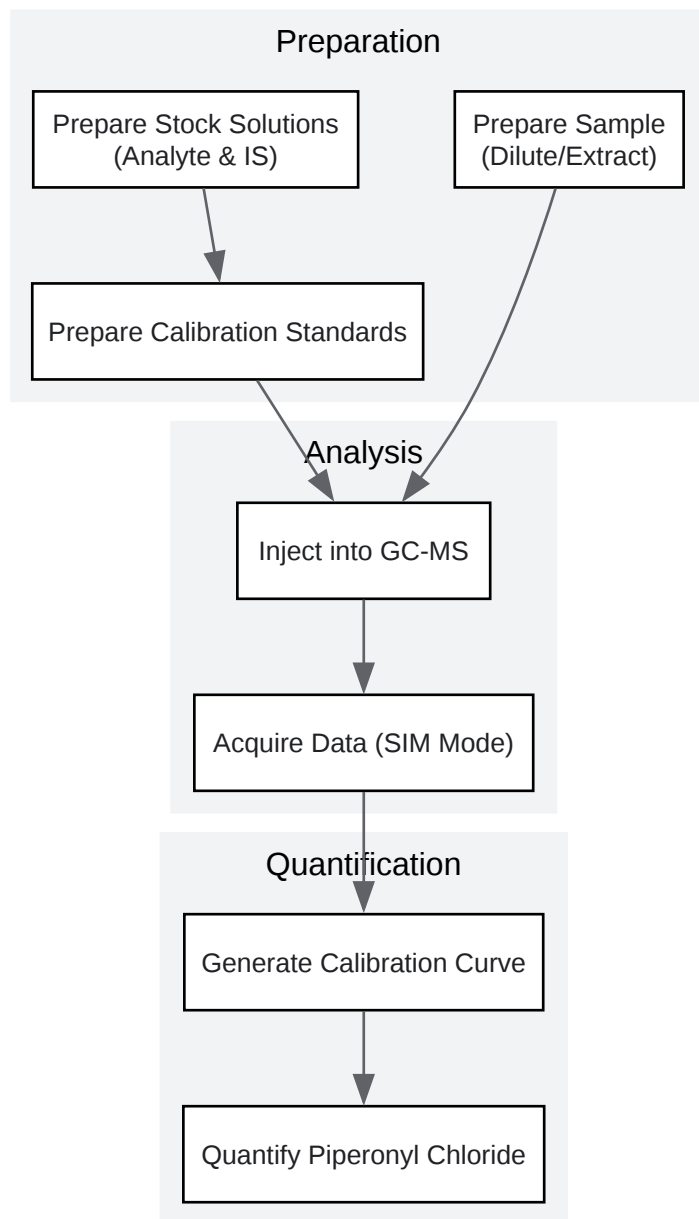 Preparation
Prepare Stock Solutions
(Analyte & IS)
Prepare Sample
(Dilute/Extract)
Prepare Calibration Standards
Analysis
Inject into GC-MS
Acquire Data (SIM Mode)
Quantification
Generate Calibration Curve
Quantify Piperonyl Chloride